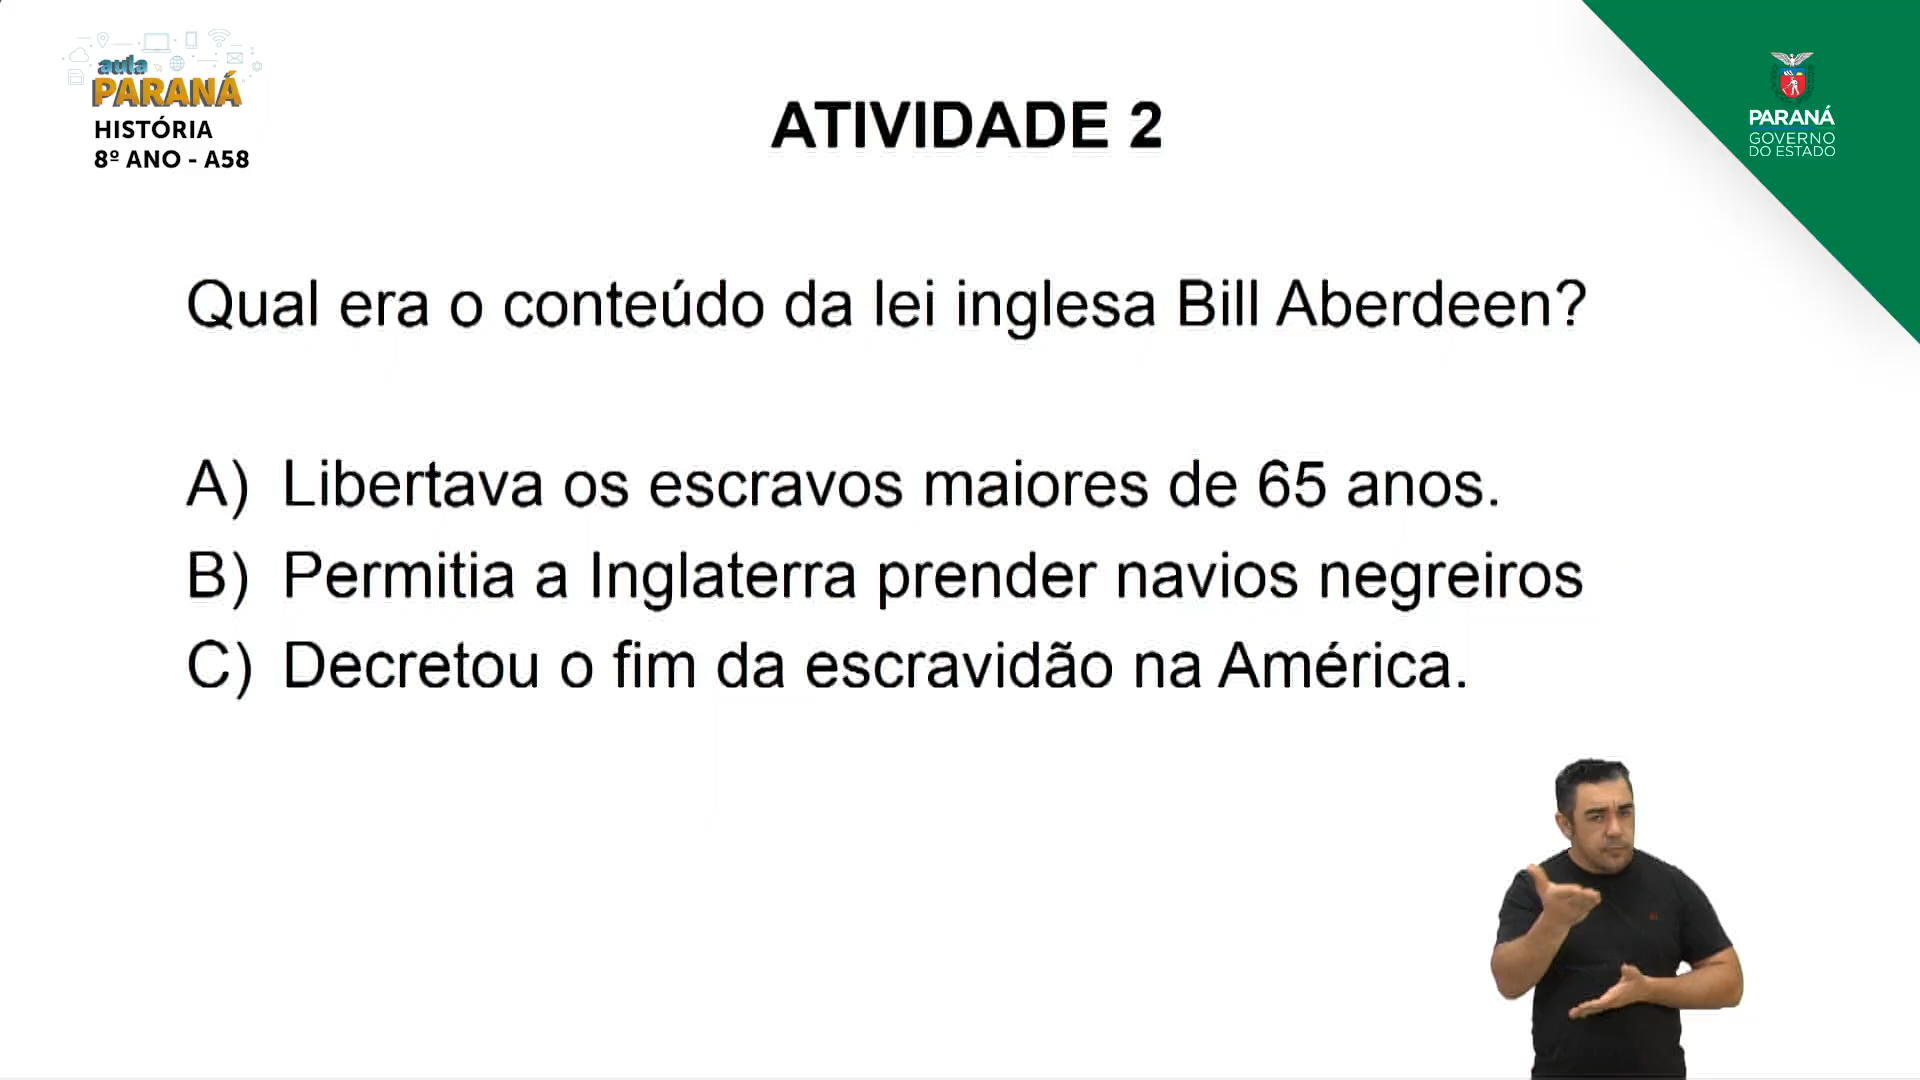 aula
PARANÁ
HISTÓRIA
8º ANO - A58
ATIVIDADE 2
PARANÁ
GOVERNO
DO ESTADO
Qual era o conteúdo da lei inglesa Bill Aberdeen?
A) Libertava os escravos maiores de 65 anos.
B) Permitia a Inglaterra prender navios negreiros
C) Decretou o fim da escravidão na América.